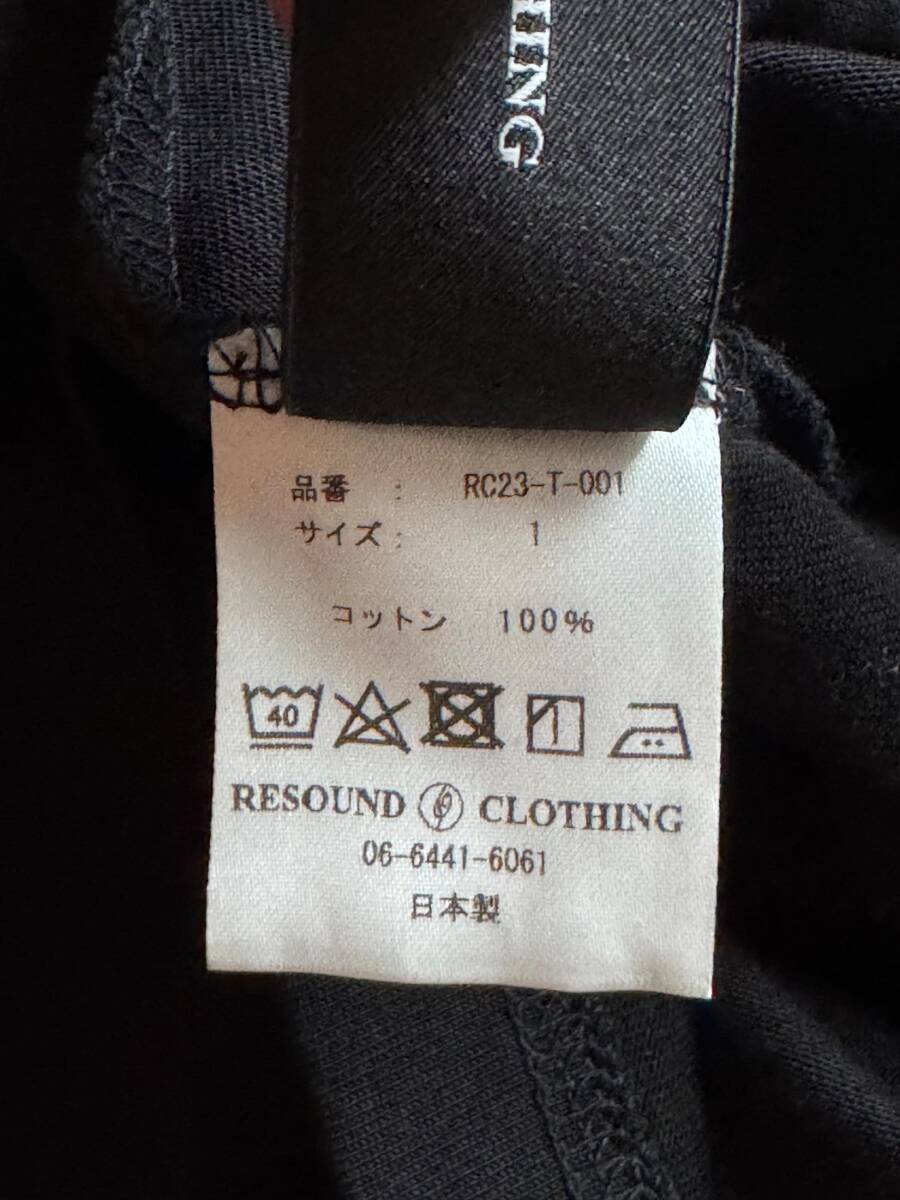 HING
品番 : RC23-T-001
サイズ : 1
コットン 100%
40
RESOUND CLOTHING
06-6441-6061
日本製